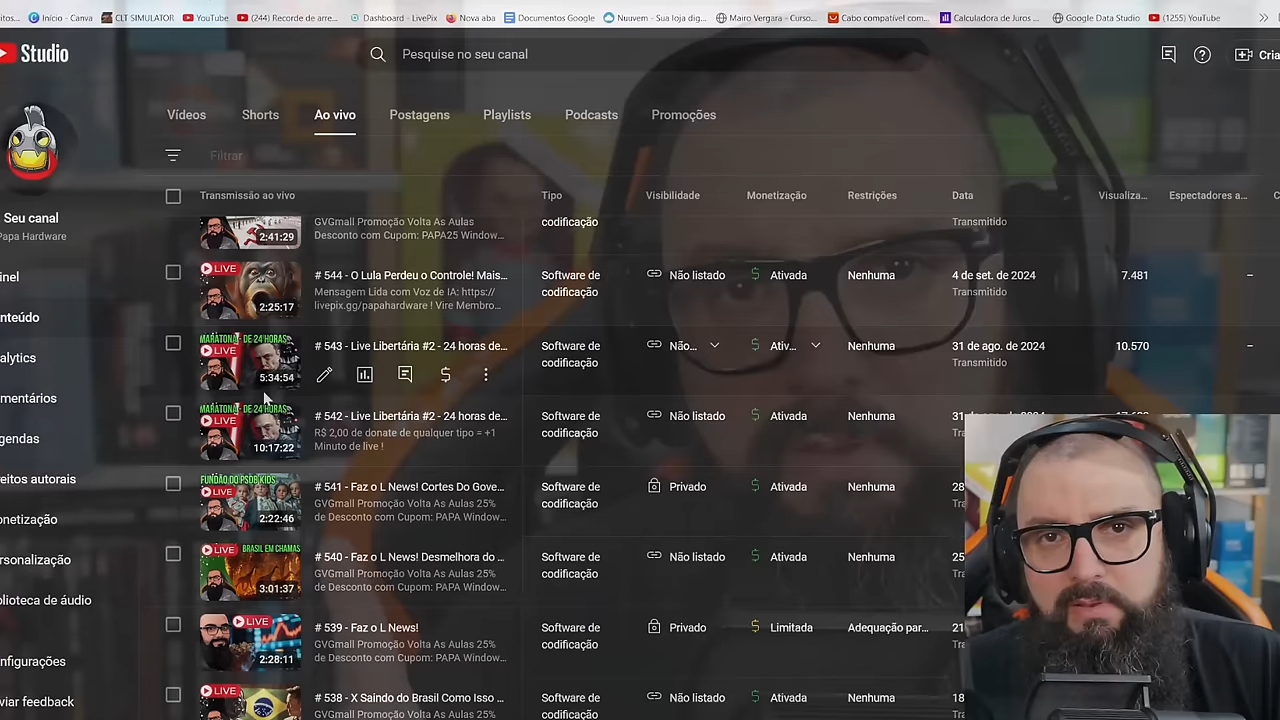 itos...
Início - Canva
CLT SIMULATOR
YouTube
(244) Recorde de arre...
Dashboard - LivePix
Nova aba
Documentos Google
Nuuvem - Sua loja dig...
Mairo Vergara - Curso...
Cabo compatível com...
Calculadora de Juros ...
Google Data Studio
(1255) YouTube
Studio
Pesquise no seu canal
Cria
Vídeos
Shorts
Ao vivo
Postagens
Playlists
Podcasts
Promoções
Filtrar
Transmissão ao vivo
Tipo
Visibilidade
Monetização
Restrições
Data
Visualiza...
Espectadores a...
C
Seu canal
Papa Hardware
inel
nteúdo
alytics
mentários
gendas
eitos autorais
onetização
rsonalização
blioteca de áudio
nfigurações
viar feedback
2:41:29
GVGmall Promoção Volta As Aulas
Desconto com Cupom: PAPA25 Window...
codificação
Transmitido
LIVE
2:25:17
# 544 - O Lula Perdeu o Controle! Mais...
Mensagem Lida com Voz de IA: https://
livepix.gg/papahardware ! Vire Membro...
Software de
codificação
Não listado
Ativada
Nenhuma
4 de set. de 2024
Transmitido
7.481
–
MARATONA DE 24 HORAS
LIVE
5:34:54
# 543 - Live Libertária #2 - 24 horas de...
Software de
codificação
Não...
Ativ...
Nenhuma
31 de ago. de 2024
Transmitido
10.570
–
MARATONA DE 24 HORAS
LIVE
10:17:22
# 542 - Live Libertária #2 - 24 horas de...
R$ 2,00 de donate de qualquer tipo = +1
Minuto de live !
Software de
codificação
Não listado
Ativada
Nenhuma
FUNDÃO DO PSDB KIDS
LIVE
2:22:46
# 541 - Faz o L News! Cortes Do Gove...
GVGmall Promoção Volta As Aulas 25%
de Desconto com Cupom: PAPA Window...
Software de
codificação
Privado
Ativada
Nenhuma
28
Tra
LIVE
BRASIL EM CHAMAS
3:01:37
# 540 - Faz o L News! Desmelhora do ...
GVGmall Promoção Volta As Aulas 25%
de Desconto com Cupom: PAPA Window...
Software de
codificação
Não listado
Ativada
Nenhuma
25
Tra
LIVE
2:28:11
# 539 - Faz o L News!
GVGmall Promoção Volta As Aulas 25%
de Desconto com Cupom: PAPA Window...
Software de
codificação
Privado
Limitada
Adequação par...
21
Tra
LIVE
# 538 - X Saindo do Brasil Como Isso ...
GVGmall Promoção Volta As Aulas 25%
Software de
codificação
Não listado
Ativada
Nenhuma
18
Tra